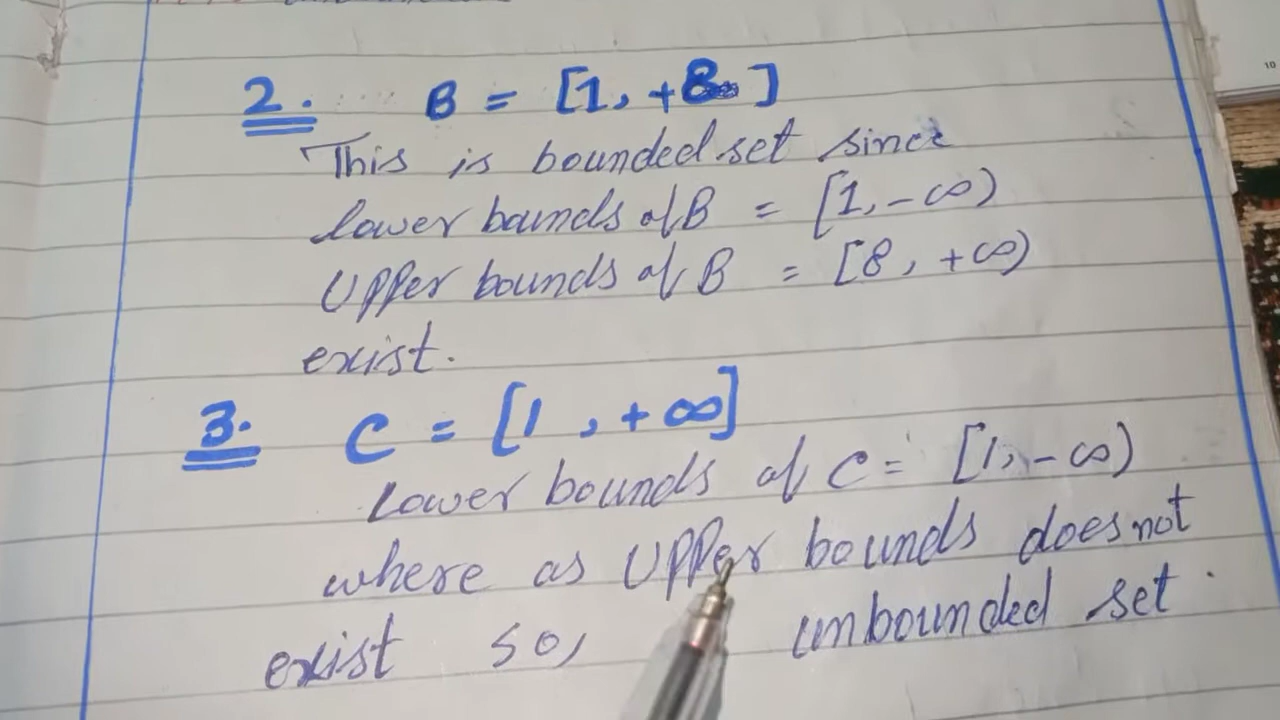 2. B = [1, +8]
This is bounded set since
lower bounds of B = [1, -∞)
Upper bounds of B = [8, +∞)
exist.
3. C = [1, +∞]
Lower bounds of C = [1, -∞)
where as Upper bounds does not
exist so, unbounded set.
10